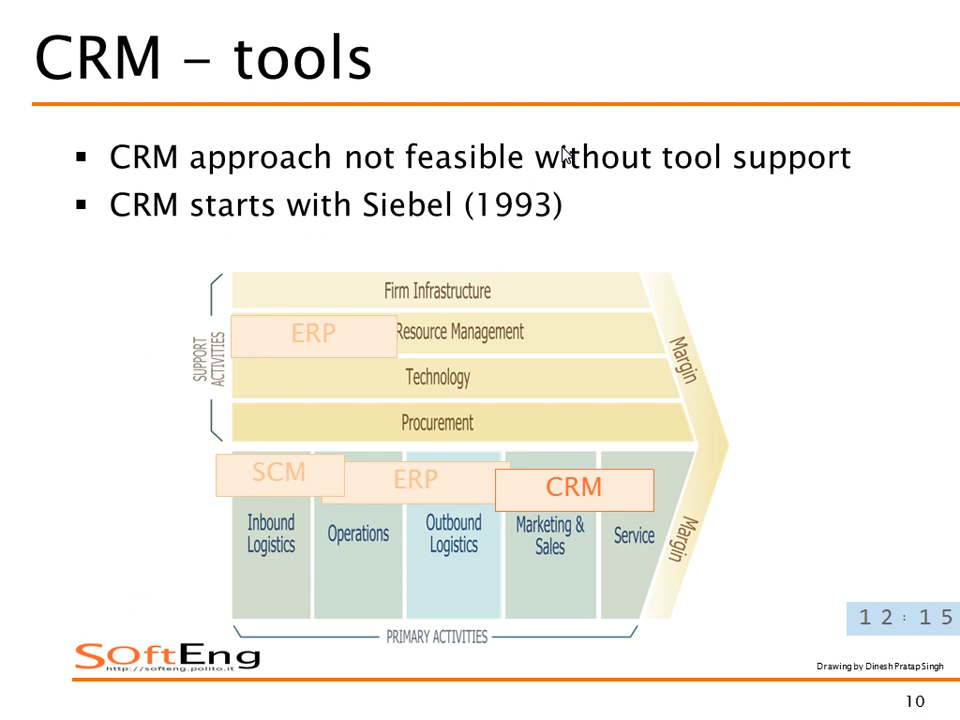 CRM – tools
▪ CRM approach not feasible without tool support
▪ CRM starts with Siebel (1993)
Firm Infrastructure
ERP
Resource Management
Technology
Procurement
SUPPORT
ACTIVITIES
Margin
SCM
ERP
CRM
Inbound
Logistics
Operations
Outbound
Logistics
Marketing &
Sales
Service
Margin
PRIMARY ACTIVITIES
12:15
SOftEng
http://softeng.polito.it
Drawing by Dinesh Pratap Singh
10